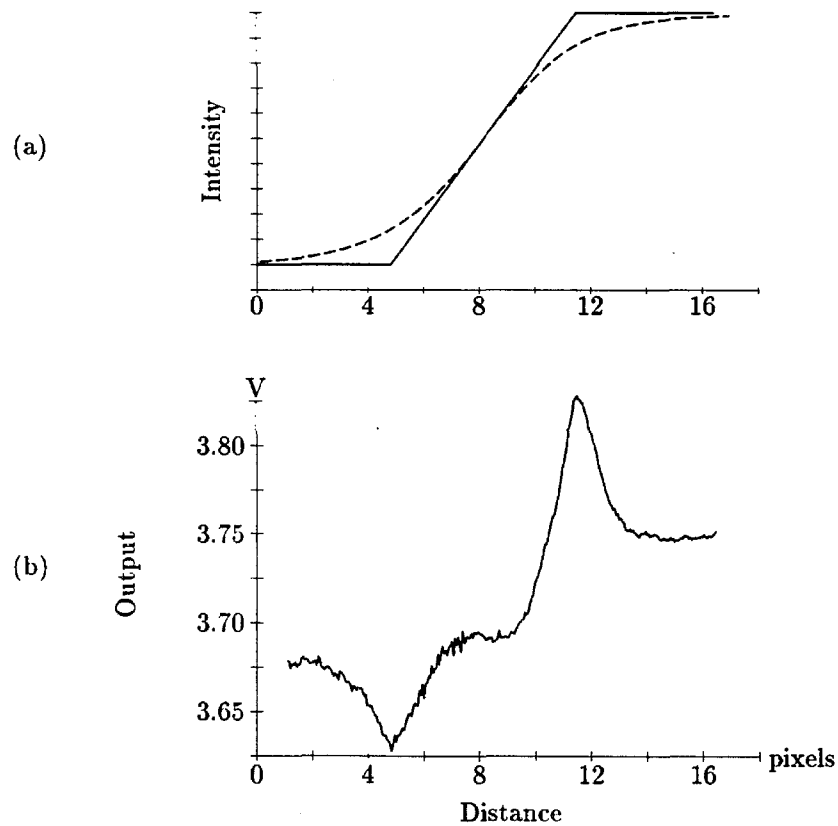 (a)
Intensity
0 4 8 12 16
V
3.80
3.75
3.70
3.65
(b)
Output
0 4 8 12 16 pixels
Distance